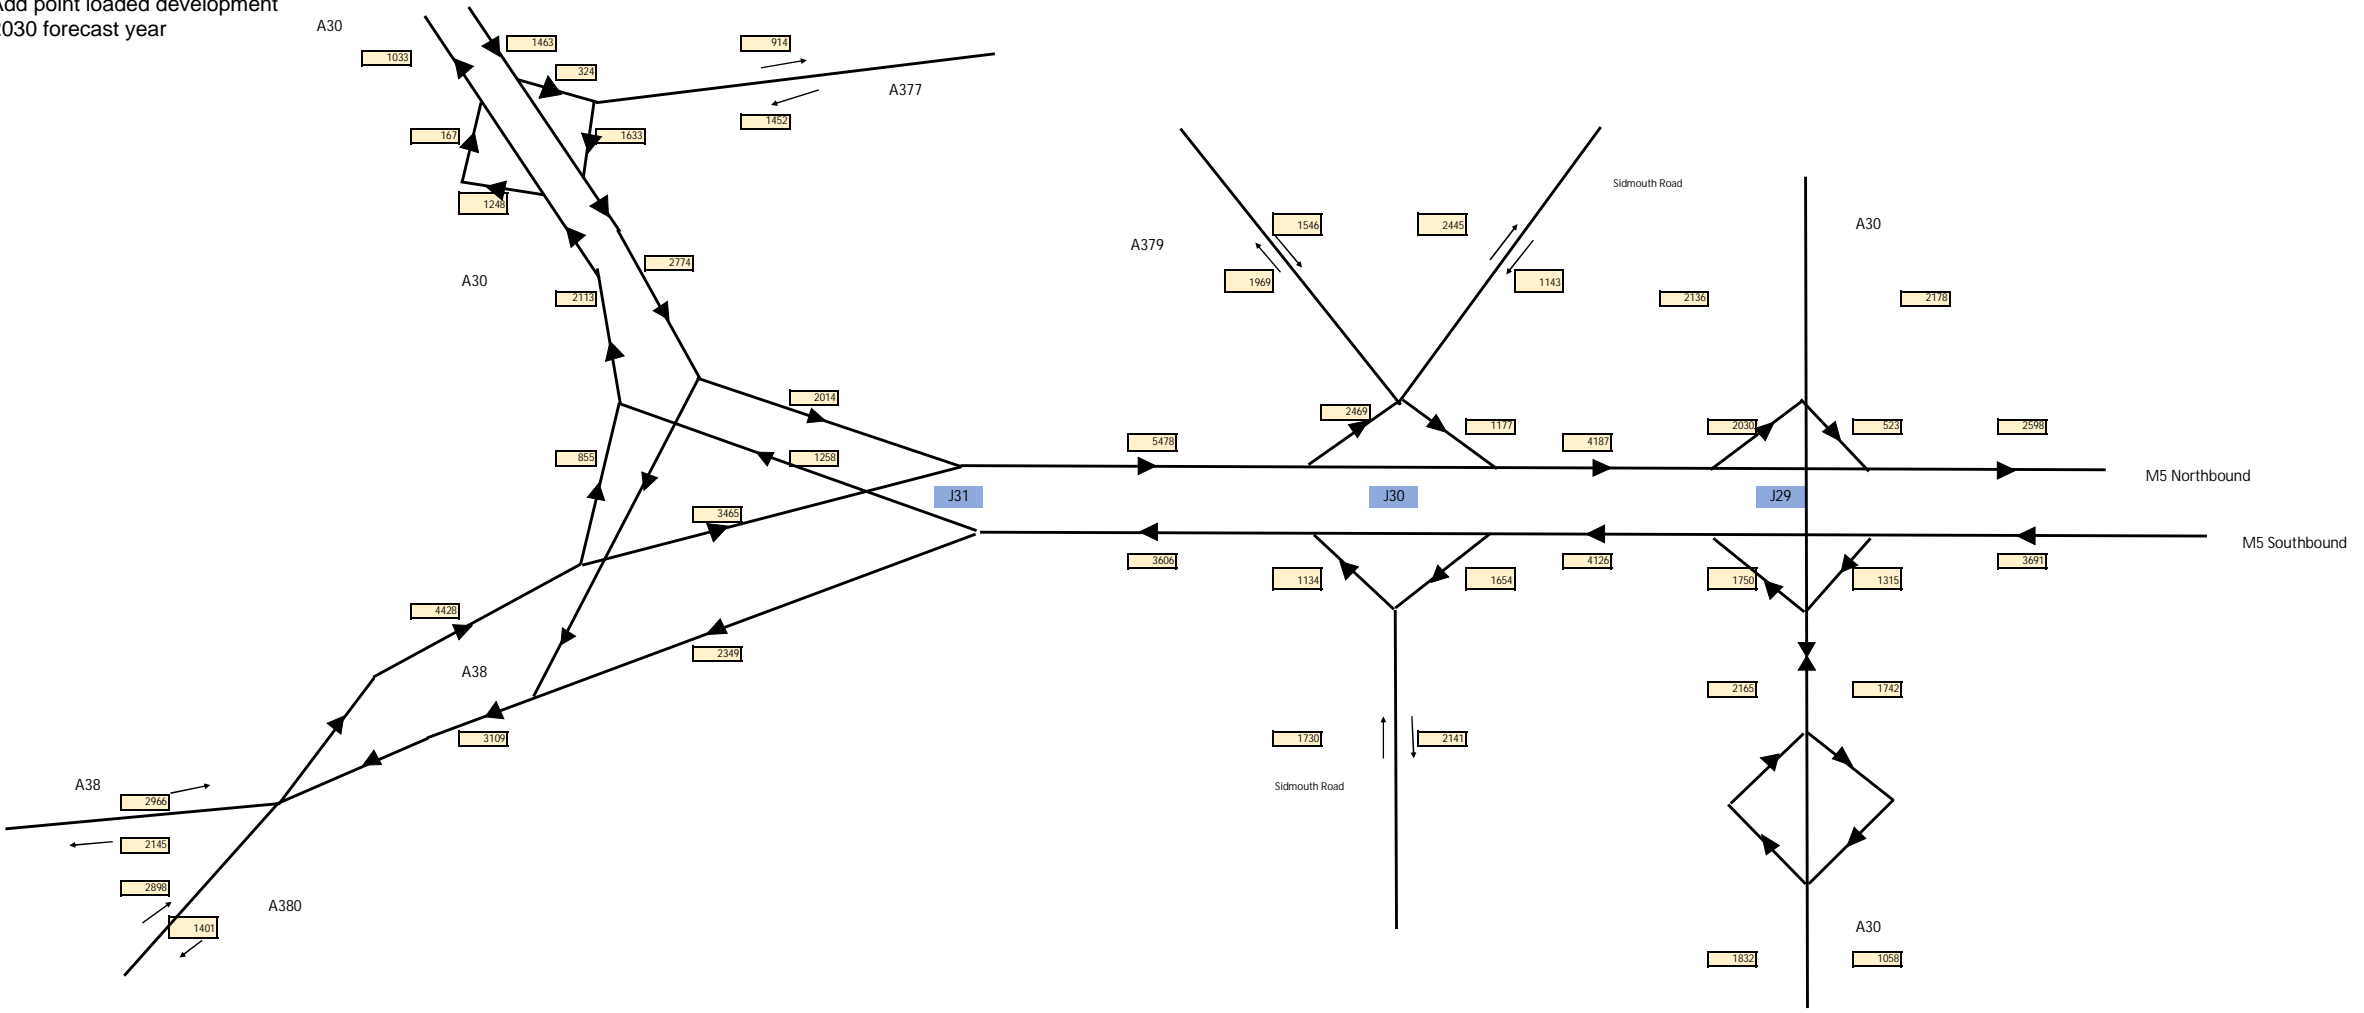 Add point loaded development
2030 forecast year
A30
1463
914
1033
324
A377
1452
167
1633
1248
Sidmouth Road
1546
2445
A30
A379
2774
A30
1969
1143
2113
2136
2178
2014
2469
1177
2030
523
2598
5478
4187
855
1258
M5 Northbound
J31
J30
J29
3465
M5 Southbound
3606
4126
3691
1134
1654
1750
1315
4428
2349
A38
2165
1742
3109
1730
2141
A38
Sidmouth Road
2966
2145
2898
A380
1401
A30
1832
1058